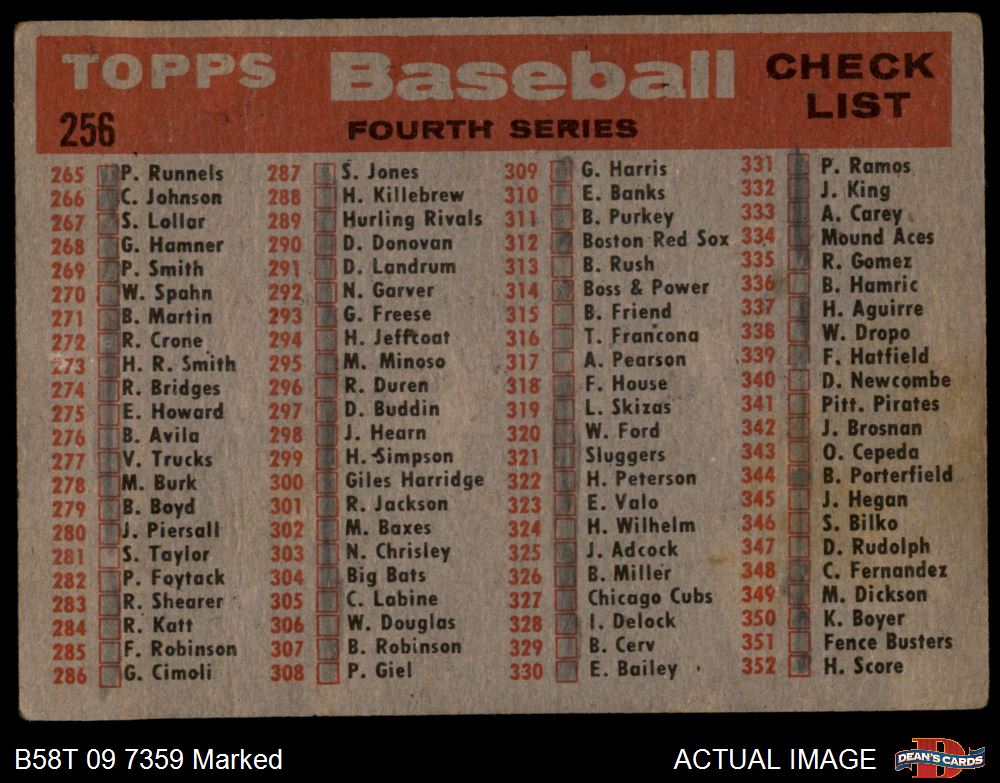 TOPPS Baseball CHECK LIST
256 FOURTH SERIES
265 P. Runnels
266 C. Johnson
267 S. Lollar
268 G. Hamner
269 P. Smith
270 W. Spahn
271 B. Martin
272 R. Crone
273 H. R. Smith
274 R. Bridges
275 E. Howard
276 B. Avila
277 V. Trucks
278 M. Burk
279 B. Boyd
280 J. Piersall
281 S. Taylor
282 P. Foytack
283 R. Shearer
284 R. Katt
285 F. Robinson
286 G. Cimoli
287 S. Jones
288 H. Killebrew
289 Hurling Rivals
290 D. Donovan
291 D. Landrum
292 N. Garver
293 G. Freese
294 H. Jeffcoat
295 M. Minoso
296 R. Duren
297 D. Buddin
298 J. Hearn
299 H. Simpson
300 Giles Harridge
301 R. Jackson
302 M. Baxes
303 N. Chrisley
304 Big Bats
305 C. Labine
306 W. Douglas
307 B. Robinson
308 P. Giel
309 G. Harris
310 E. Banks
311 B. Purkey
312 Boston Red Sox
313 B. Rush
314 Boss & Power
315 B. Friend
316 T. Francona
317 A. Pearson
318 F. House
319 L. Skizas
320 W. Ford
321 Sluggers
322 H. Peterson
323 E. Valo
324 H. Wilhelm
325 J. Adcock
326 B. Miller
327 Chicago Cubs
328 I. Delock
329 B. Cerv
330 E. Bailey
331 P. Ramos
332 J. King
333 A. Carey
334 Mound Aces
335 R. Gomez
336 B. Hamric
337 H. Aguirre
338 W. Dropo
339 F. Hatfield
340 D. Newcombe
341 Pitt. Pirates
342 J. Brosnan
343 O. Cepeda
344 B. Porterfield
345 J. Hegan
346 S. Bilko
347 D. Rudolph
348 C. Fernandez
349 M. Dickson
350 K. Boyer
351 Fence Busters
352 H. Score
B58T 09 7359 Marked
ACTUAL IMAGE
DEAN'S CARDS